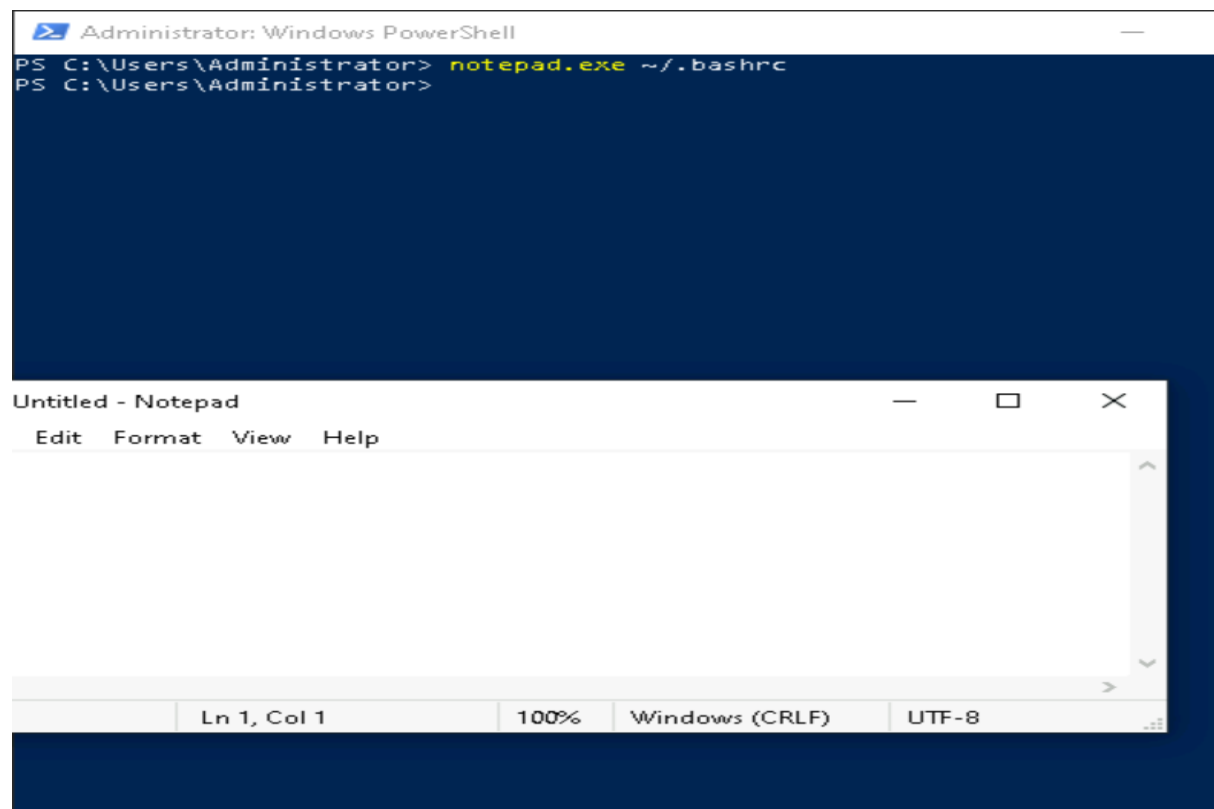 Administrator: Windows PowerShell
PS C:\Users\Administrator> notepad.exe ~/.bashrc
PS C:\Users\Administrator>
Untitled - Notepad
Edit Format View Help
Ln 1, Col 1 100% Windows (CRLF) UTF-8